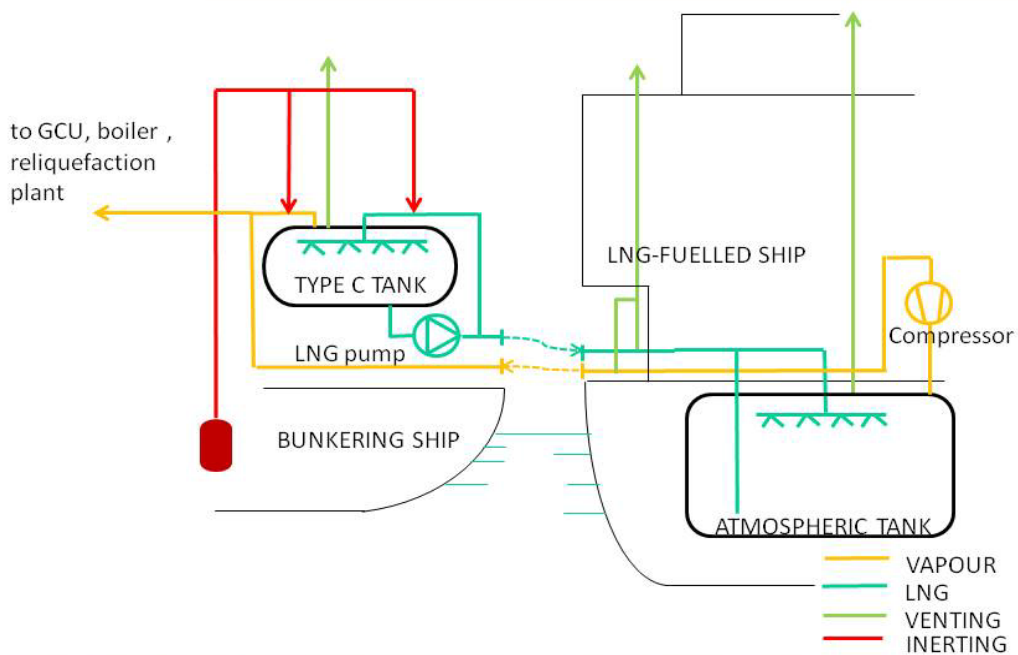 to GCU, boiler ,
reliquefaction
plant
TYPE C TANK
LNG-FUELLED SHIP
Compressor
LNG pump
BUNKERING SHIP
ATMOSPHERIC TANK
VAPOUR
LNG
VENTING
INERTING